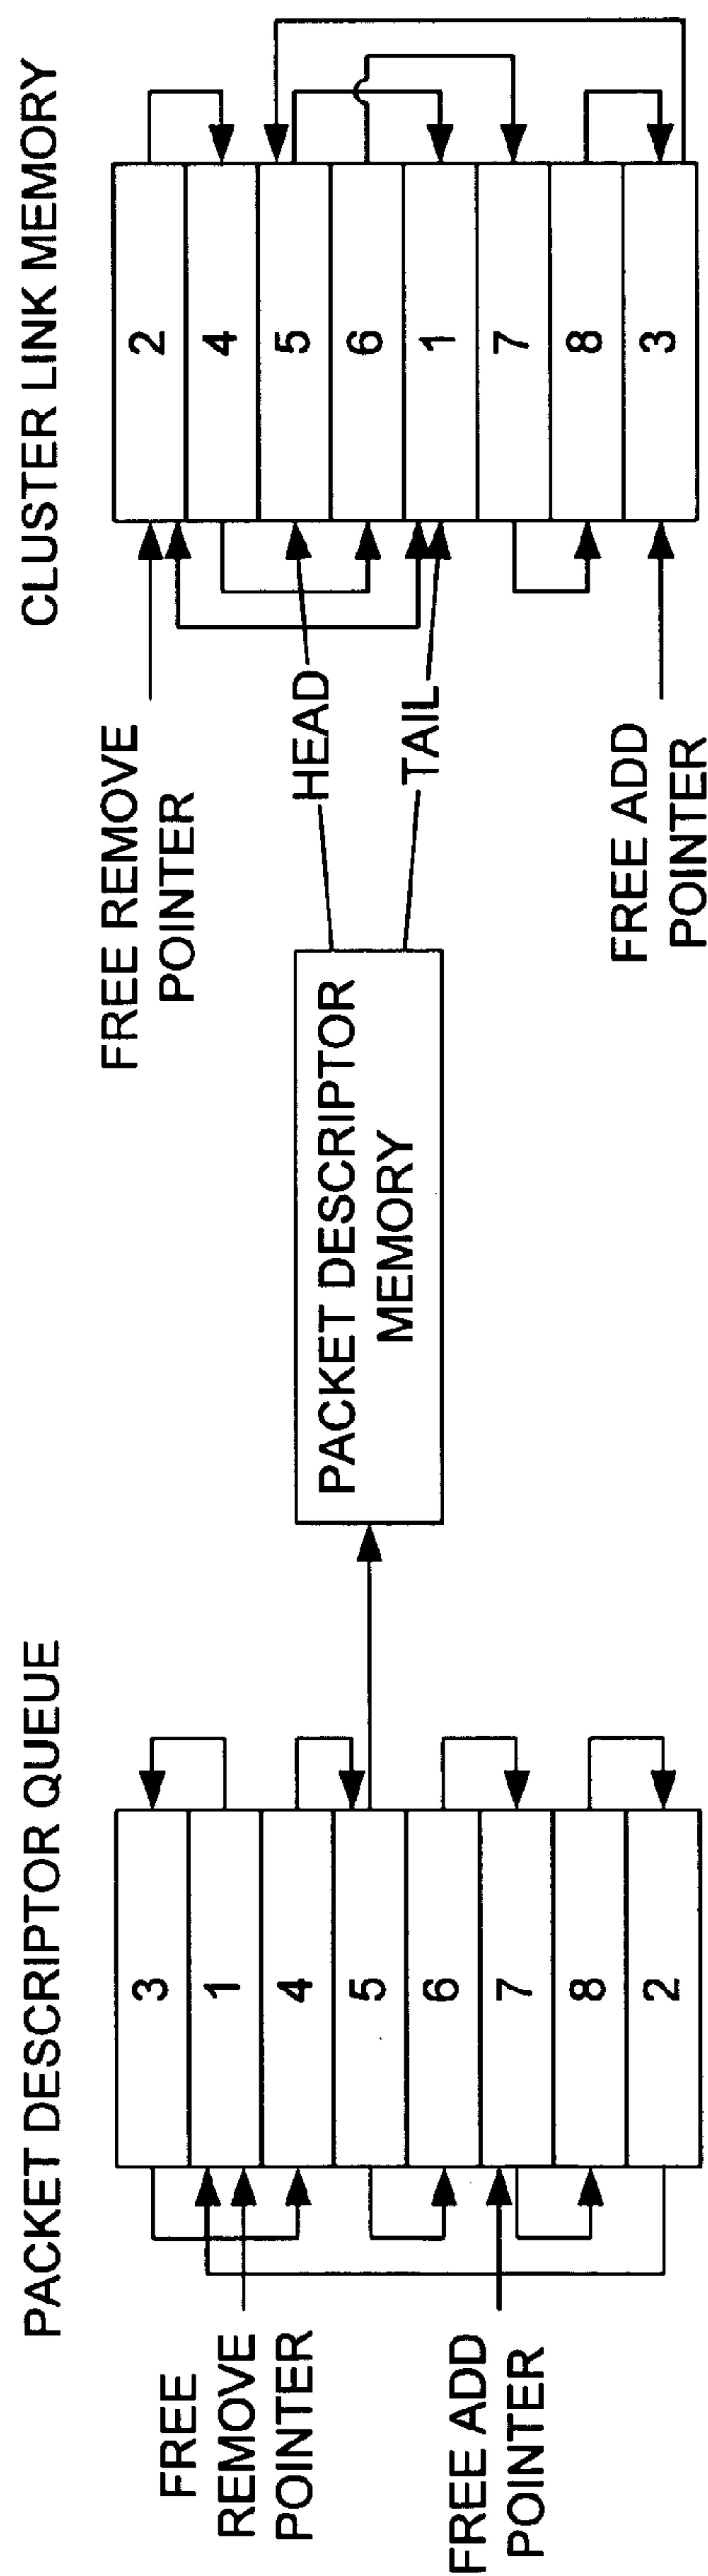 PACKET DESCRIPTOR QUEUE
FREE
REMOVE
POINTER
FREE ADD
POINTER
3
1
4
5
6
7
8
2
PACKET DESCRIPTOR
MEMORY
HEAD
TAIL
CLUSTER LINK MEMORY
FREE REMOVE
POINTER
FREE ADD
POINTER
2
4
5
6
1
7
8
3